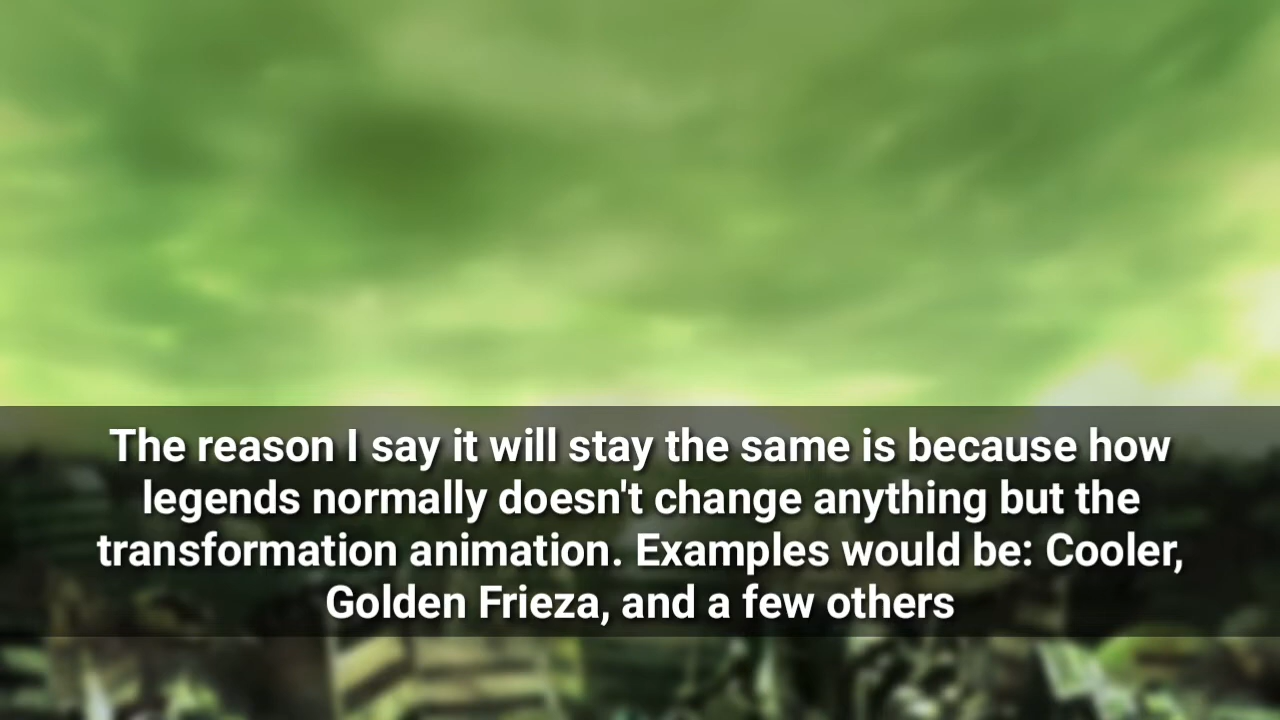 The reason I say it will stay the same is because how
legends normally doesn't change anything but the
transformation animation. Examples would be: Cooler,
Golden Frieza, and a few others